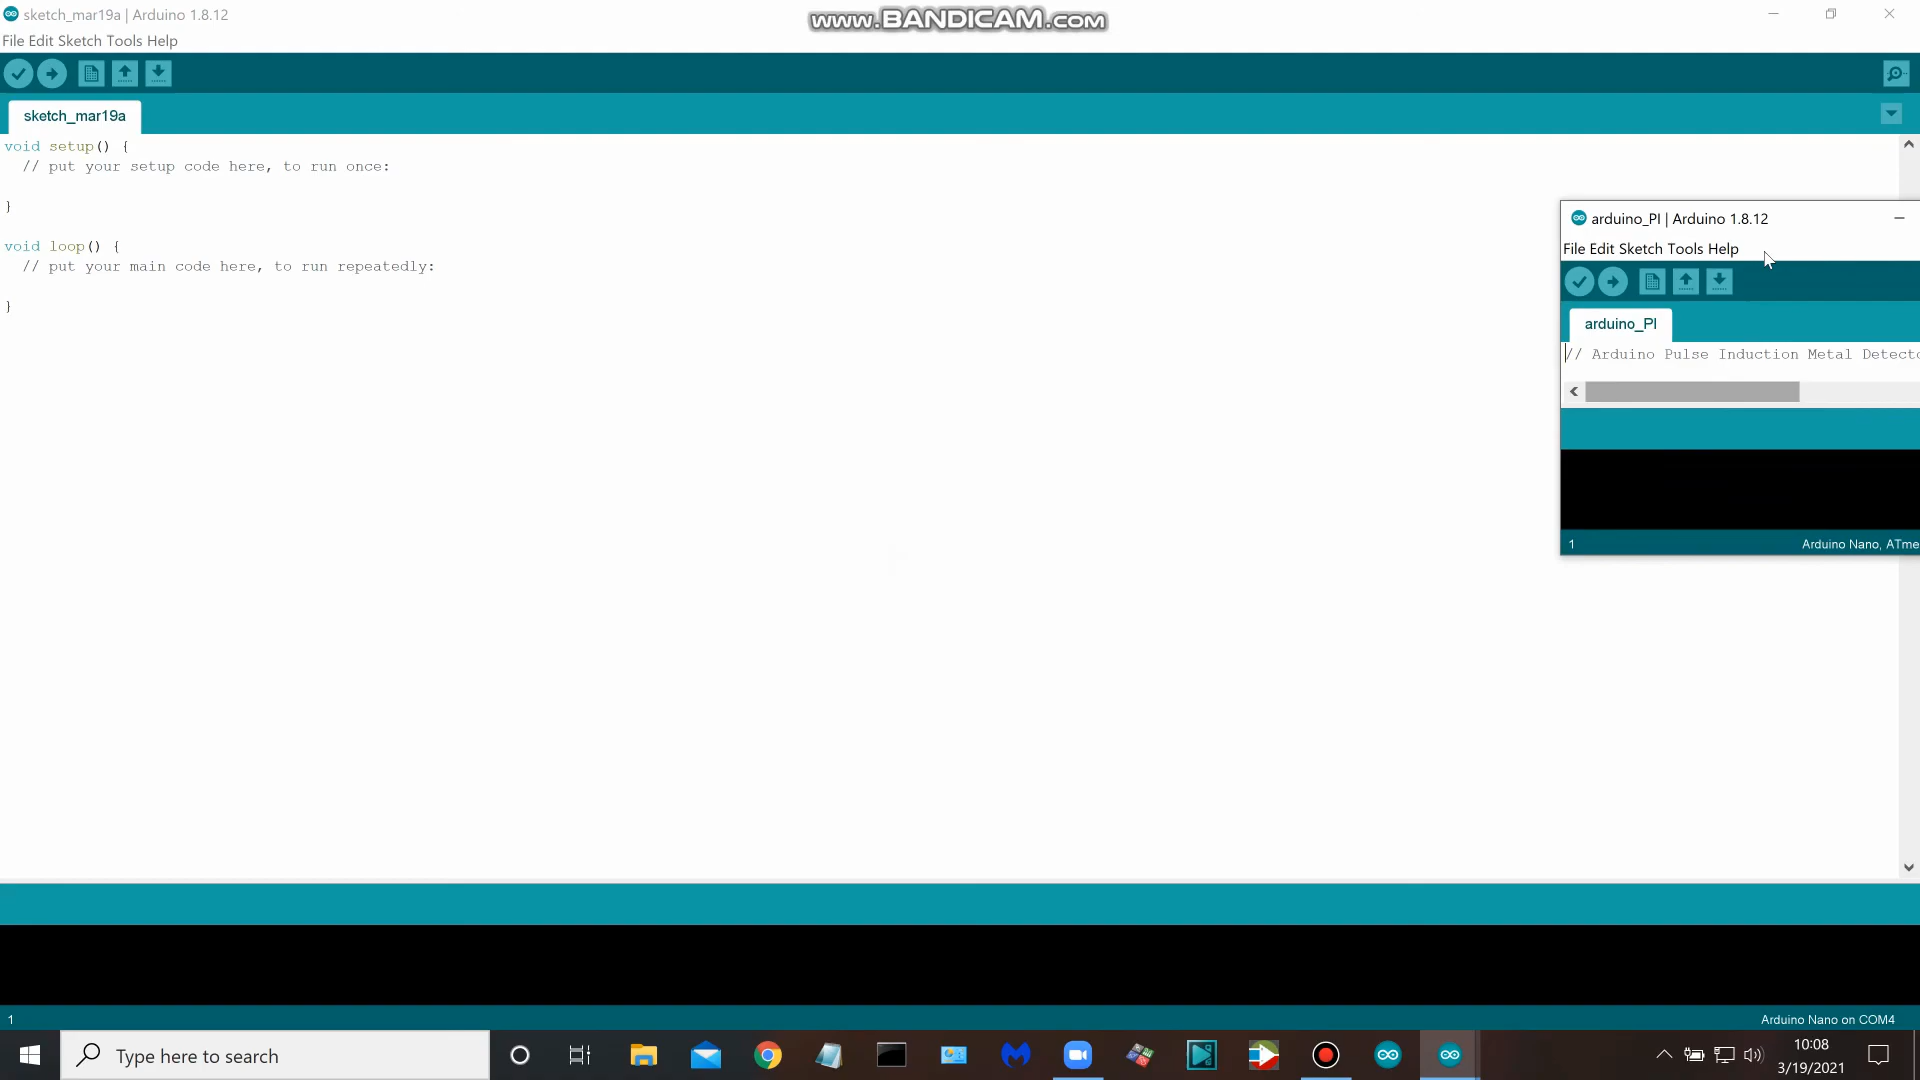 sketch_mar19a | Arduino 1.8.12
www.BANDICAM.com
File Edit Sketch Tools Help
sketch_mar19a
void setup() {
// put your setup code here, to run once:
}
void loop() {
// put your main code here, to run repeatedly:
}
arduino_PI | Arduino 1.8.12
File Edit Sketch Tools Help
arduino_PI
// Arduino Pulse Induction Metal Detecto
1
Arduino Nano, ATme
1
Arduino Nano on COM4
Type here to search
10:08
3/19/2021